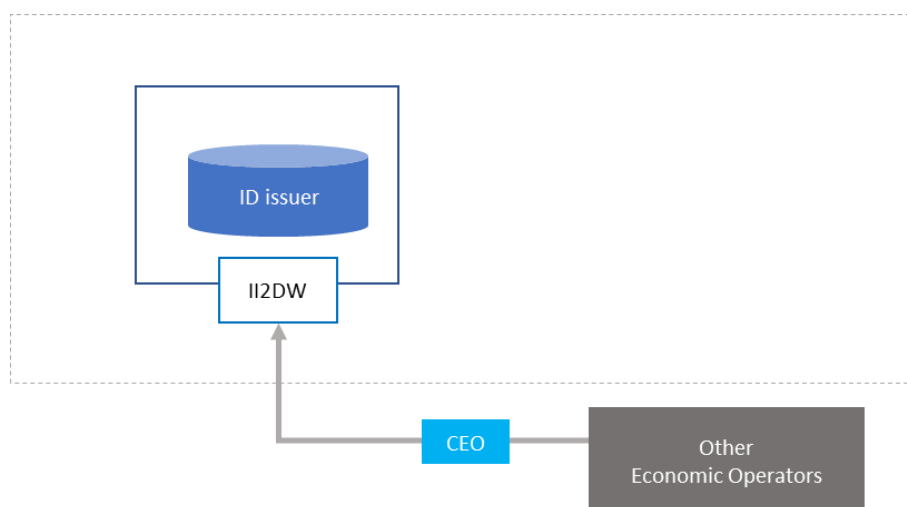 ID issuer
II2DW
CEO
Other
Economic Operators